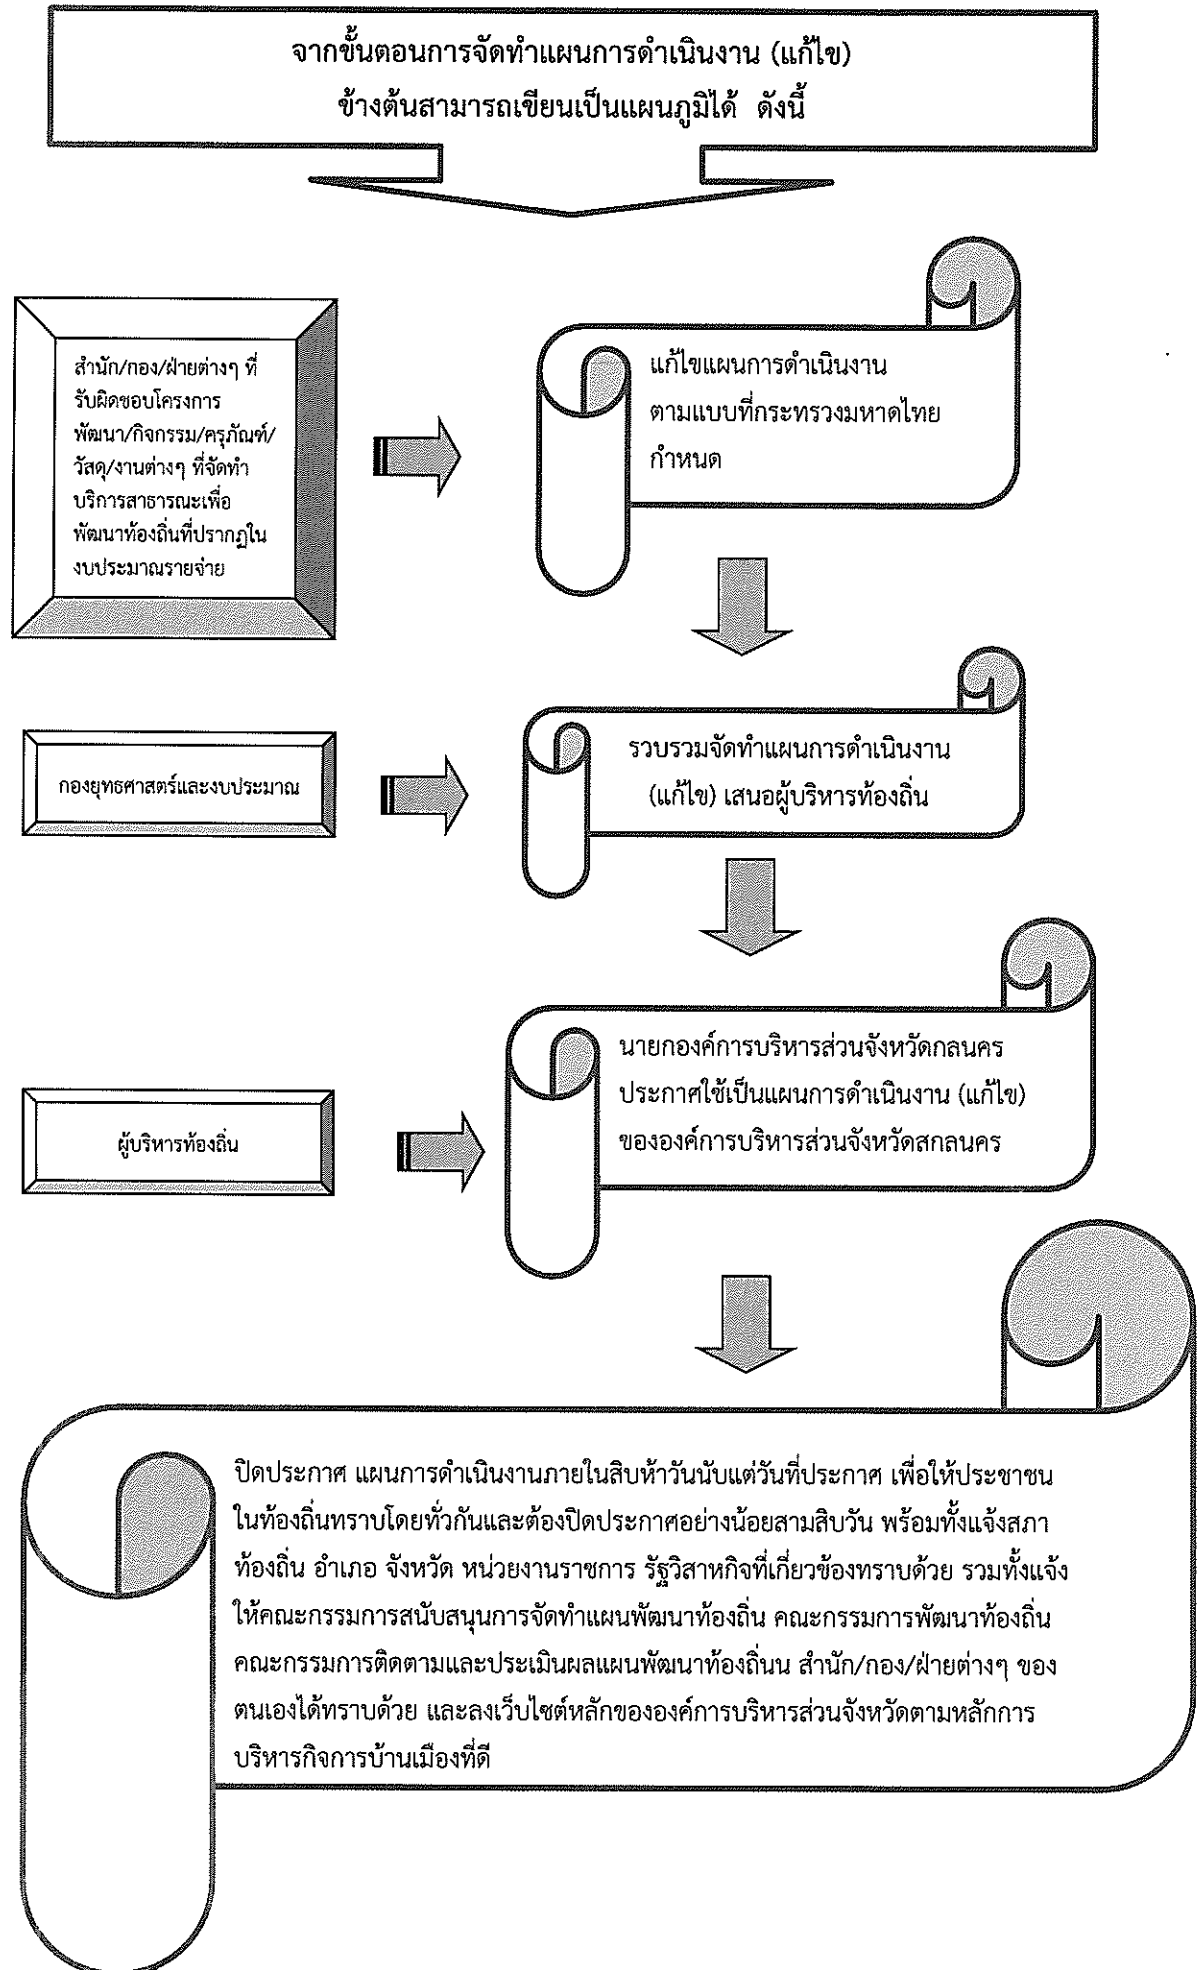 จากขั้นตอนการจัดทำแผนการดำเนินงาน (แก้ไข)
ข้างต้นสามารถเขียนเป็นแผนภูมิได้ ดังนี้
สำนัก/กอง/ฝ่ายต่างๆ ที่
รับผิดชอบโครงการ
พัฒนา/กิจกรรม/ครุภัณฑ์/
วัสดุ/งานต่างๆ ที่จัดทำ
บริการสาธารณะเพื่อ
พัฒนาท้องถิ่นที่ปรากฏใน
งบประมาณรายจ่าย
แก้ไขแผนการดำเนินงาน
ตามแบบที่กระทรวงมหาดไทย
กำหนด
กองยุทธศาสตร์และงบประมาณ
รวบรวมจัดทำแผนการดำเนินงาน
(แก้ไข) เสนอผู้บริหารท้องถิ่น
ผู้บริหารท้องถิ่น
นายกองค์การบริหารส่วนจังหวัดกลนคร
ประกาศใช้เป็นแผนการดำเนินงาน (แก้ไข)
ขององค์การบริหารส่วนจังหวัดสกลนคร
ปิดประกาศ แผนการดำเนินงานภายในสิบห้าวันนับแต่วันที่ประกาศ เพื่อให้ประชาชน
ในท้องถิ่นทราบโดยทั่วกันและต้องปิดประกาศอย่างน้อยสามสิบวัน พร้อมทั้งแจ้งสภา
ท้องถิ่น อำเภอ จังหวัด หน่วยงานราชการ รัฐวิสาหกิจที่เกี่ยวข้องทราบด้วย รวมทั้งแจ้ง
ให้คณะกรรมการสนับสนุนการจัดทำแผนพัฒนาท้องถิ่น คณะกรรมการพัฒนาท้องถิ่น
คณะกรรมการติดตามและประเมินผลแผนพัฒนาท้องถิ่นน สำนัก/กอง/ฝ่ายต่างๆ ของ
ตนเองได้ทราบด้วย และลงเว็บไซต์หลักขององค์การบริหารส่วนจังหวัดตามหลักการ
บริหารกิจการบ้านเมืองที่ดี